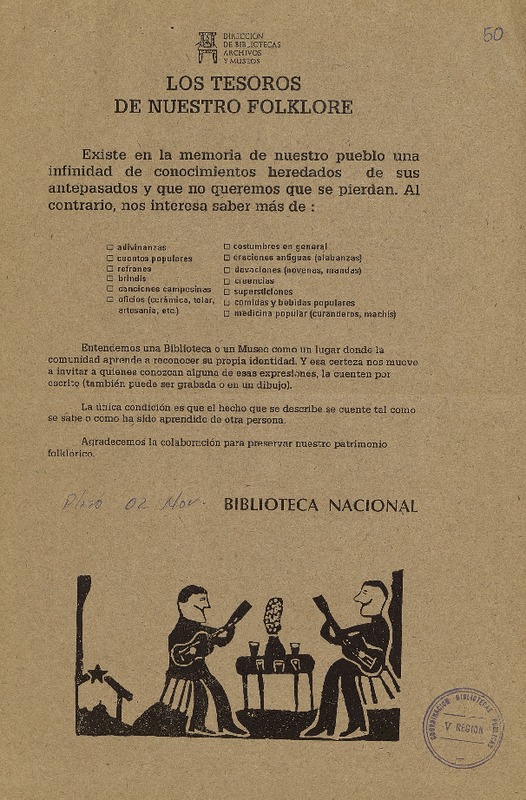 50
DIRECCION
DE BIBLIOTECAS
ARCHIVOS
Y MUSEOS
LOS TESOROS
DE NUESTRO FOLKLORE
Existe en la memoria de nuestro pueblo una
infinidad de conocimientos heredados de sus
antepasados y que no queremos que se pierdan. Al
contrario, nos interesa saber más de :
☐ adivinanzas
☐ cuentos populares
☐ refranes
☐ brindis
☐ canciones campesinas
☐ oficios (cerámica, telar,
artesanía, etc.)
☐ costumbres en general
☐ oraciones antiguas (alabanzas)
☐ devociones (novenas, mandas)
☐ creencias
☐ supersticiones
☐ comidas y bebidas populares
☐ medicina popular (curanderos, machis)
Entendemos una Biblioteca o un Museo como un lugar donde la
comunidad aprende a reconocer su propia identidad. Y esa certeza nos mueve
a invitar a quienes conozcan alguna de esas expresiones, la cuenten por
escrito (también puede ser grabada o en un dibujo).
La única condición es que el hecho que se describe se cuente tal como
se sabe o como ha sido aprendido de otra persona.
Agradecemos la colaboración para preservar nuestro patrimonio
folklórico.
Plazo 02 Nov.
BIBLIOTECA NACIONAL
COORDINACION BIBLIOTECAS PUBLICAS
V REGION